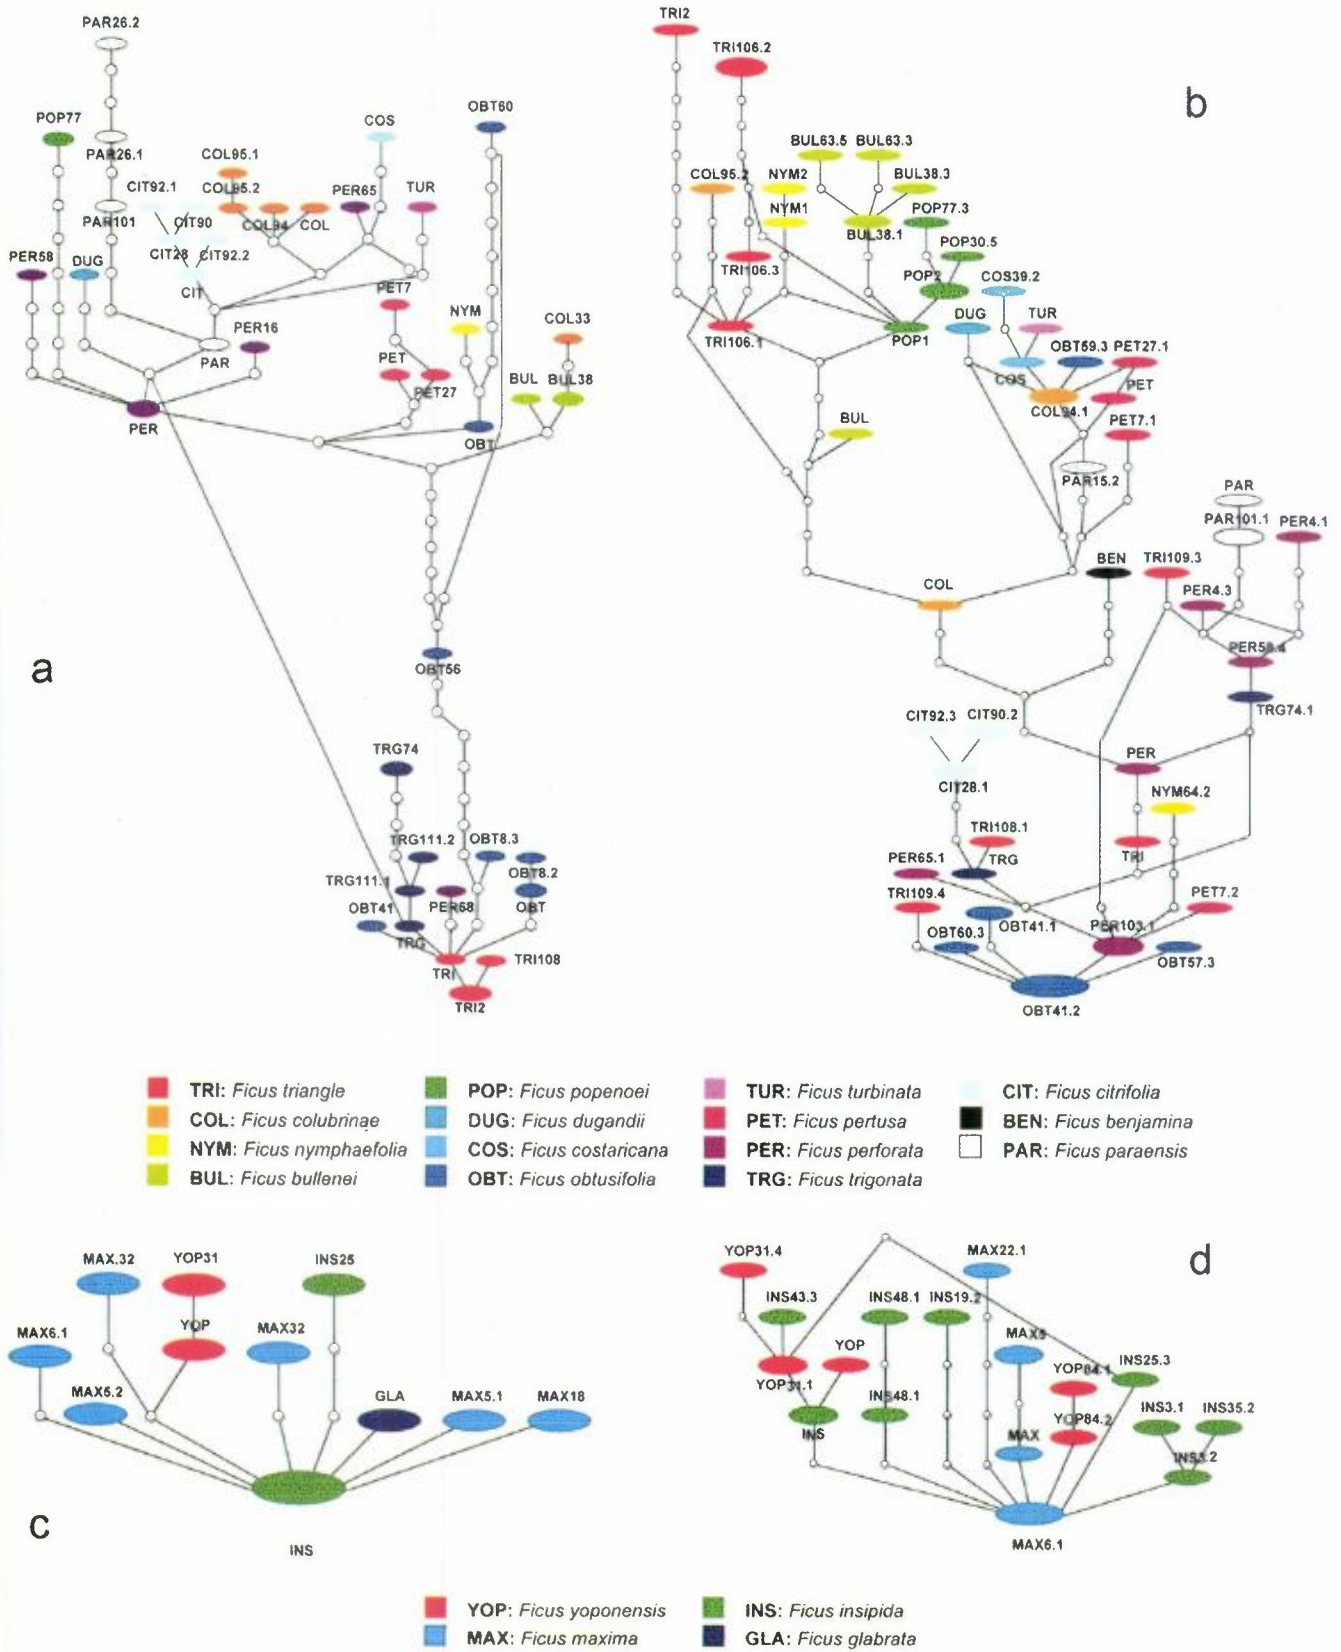 PAR26.2
POP77
PAR26.1
CIT92.1
COL95.1
COS
OBT60
COL95.2
PER65
TUR
PAR101
CIT90
COL94
COL
PER58
DUG
CIT28
CIT92.2
CIT
PET7
PER16
NYM
COL33
PAR
PET
PET27
BUL
BUL38
PER
OBT
a
OBT56
TRG74
TRG111.2
OBT8.3
TRG111.1
OBT8.2
OBT41
PER68
OBT
TRG
TRI
TRI108
TRI2
TRI2
TRI106.2
b
BUL63.5
BUL63.3
COL95.2
NYM2
BUL38.3
NYM1
POP77.3
BUL38.1
POP30.5
TRI106.3
POP2
COS39.2
TRI106.1
POP1
DUG
TUR
OBT59.3
PET27.1
COS
PET
COL94.1
BUL
PET7.1
PAR15.2
PAR
PAR101.1
PER4.1
COL
BEN
TRI109.3
PER4.3
PER58.4
CIT92.3
CIT90.2
TRG74.1
PER
CIT28.1
NYM64.2
TRI108.1
PER65.1
TRG
TRI
TRI109.4
PET7.2
OBT60.3
OBT41.1
PER103.1
OBT57.3
OBT41.2
TRI: Ficus triangle
POP: Ficus popenoei
TUR: Ficus turbinata
CIT: Ficus citrifolia
COL: Ficus colubrinae
DUG: Ficus dugandii
PET: Ficus pertusa
BEN: Ficus benjamina
NYM: Ficus nymphaefolia
COS: Ficus costaricana
PER: Ficus perforata
PAR: Ficus paraensis
BUL: Ficus bullenei
OBT: Ficus obtusifolia
TRG: Ficus trigonata
MAX.32
YOP31
INS25
MAX6.1
YOP
MAX32
MAX5.2
GLA
MAX5.1
MAX18
c
INS
YOP31.4
MAX22.1
d
INS43.3
INS48.1
INS19.2
YOP
MAX5
YOP84.1
INS25.3
YOP31.1
INS48.1
YOP84.2
INS3.1
INS35.2
INS
MAX
INS3.2
MAX6.1
YOP: Ficus yoponensis
INS: Ficus insipida
MAX: Ficus maxima
GLA: Ficus glabrata